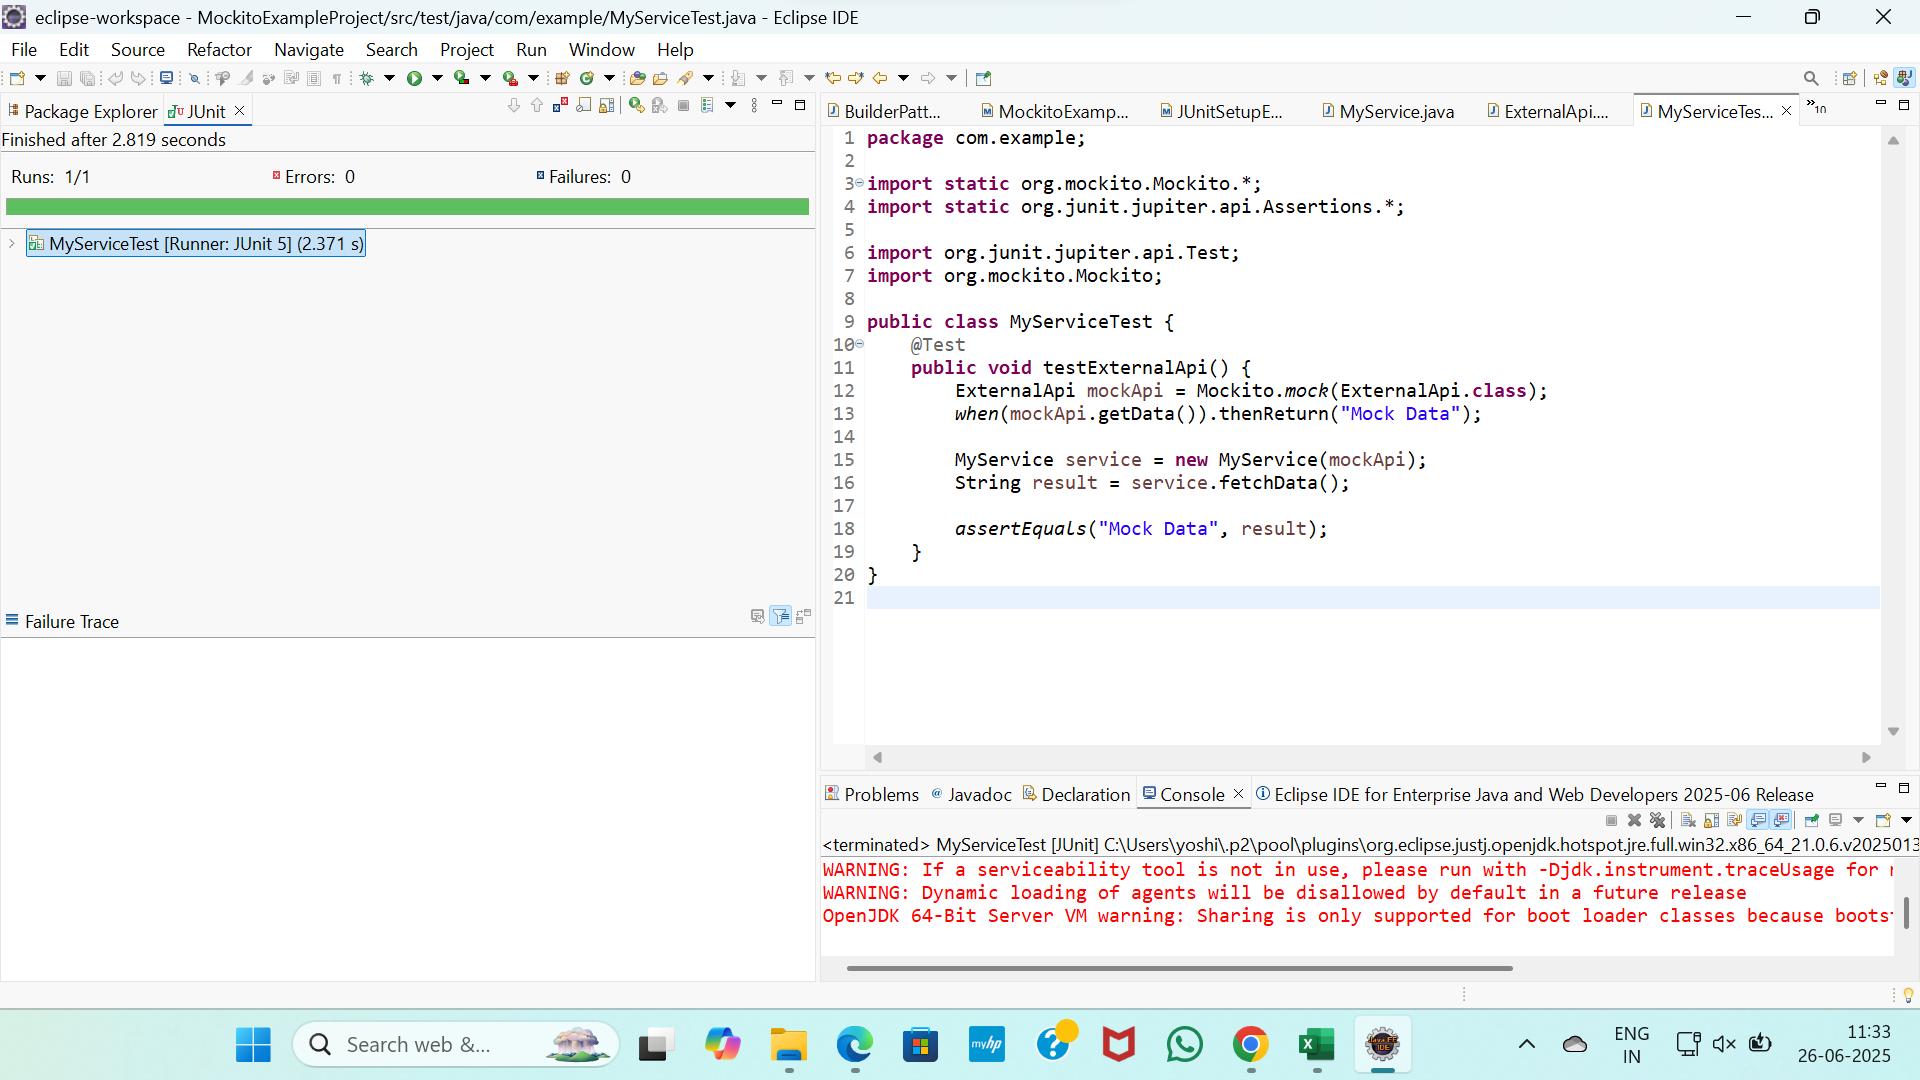 eclipse-workspace - MockitoExampleProject/src/test/java/com/example/MyServiceTest.java - Eclipse IDE
File Edit Source Refactor Navigate Search Project Run Window Help
Package Explorer JUnit
Finished after 2.819 seconds
Runs: 1/1 Errors: 0 Failures: 0
MyServiceTest [Runner: JUnit 5] (2.371 s)
Failure Trace
BuilderPatt... MockitoExamp... JUnitSetupE... MyService.java ExternalApi.... MyServiceTes... »10
1 package com.example;
2
3 import static org.mockito.Mockito.*;
4 import static org.junit.jupiter.api.Assertions.*;
5
6 import org.junit.jupiter.api.Test;
7 import org.mockito.Mockito;
8
9 public class MyServiceTest {
10 @Test
11 public void testExternalApi() {
12 ExternalApi mockApi = Mockito.mock(ExternalApi.class);
13 when(mockApi.getData()).thenReturn("Mock Data");
14
15 MyService service = new MyService(mockApi);
16 String result = service.fetchData();
17
18 assertEquals("Mock Data", result);
19 }
20 }
21
Problems @ Javadoc Declaration Console Eclipse IDE for Enterprise Java and Web Developers 2025-06 Release
<terminated> MyServiceTest [JUnit] C:\Users\yoshi\.p2\pool\plugins\org.eclipse.justj.openjdk.hotspot.jre.full.win32.x86_64_21.0.6.v2025013
WARNING: If a serviceability tool is not in use, please run with -Djdk.instrument.traceUsage for
WARNING: Dynamic loading of agents will be disallowed by default in a future release
OpenJDK 64-Bit Server VM warning: Sharing is only supported for boot loader classes because boots
Search web &...
myhp
ENG
IN
11:33
26-06-2025